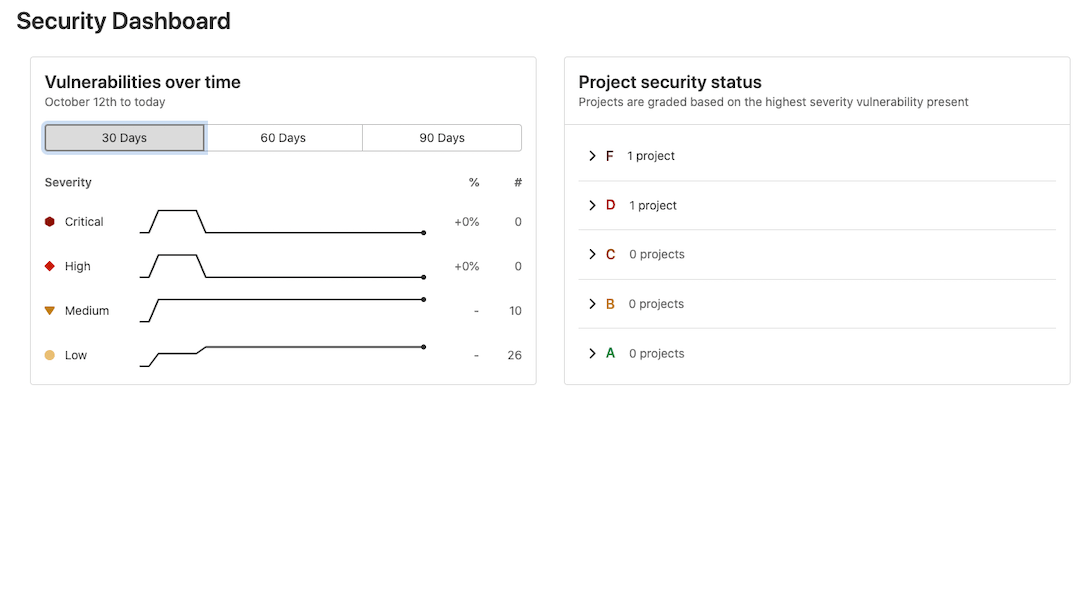 Security Dashboard
Vulnerabilities over time
October 12th to today
30 Days 60 Days 90 Days
Severity % #
Critical +0% 0
High +0% 0
Medium - 10
Low - 26
Project security status
Projects are graded based on the highest severity vulnerability present
F 1 project
D 1 project
C 0 projects
B 0 projects
A 0 projects